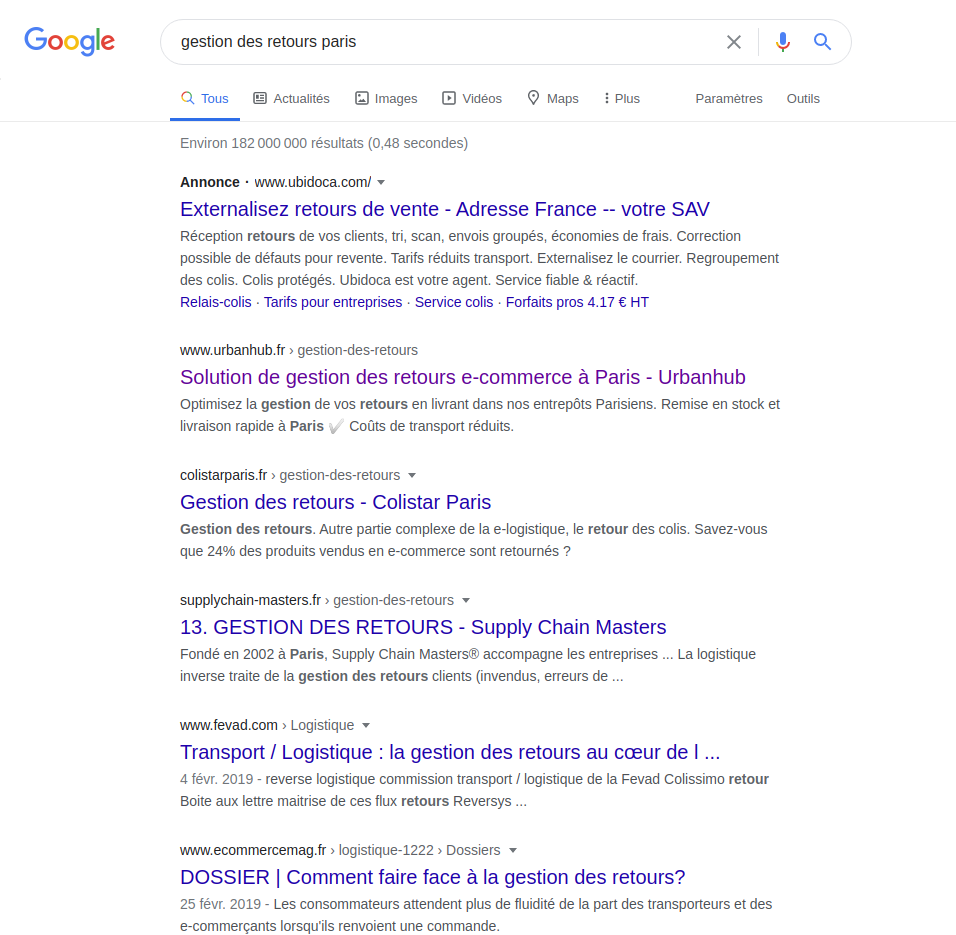 Google
gestion des retours paris
Tous Actualités Images Vidéos Maps Plus Paramètres Outils
Environ 182 000 000 résultats (0,48 secondes)
Annonce · www.ubidoca.com/
Externalisez retours de vente - Adresse France -- votre SAV
Réception retours de vos clients, tri, scan, envois groupés, économies de frais. Correction
possible de défauts pour revente. Tarifs réduits transport. Externalisez le courrier. Regroupement
des colis. Colis protégés. Ubidoca est votre agent. Service fiable & réactif.
Relais-colis · Tarifs pour entreprises · Service colis · Forfaits pros 4.17 € HT
www.urbanhub.fr › gestion-des-retours
Solution de gestion des retours e-commerce à Paris - Urbanhub
Optimisez la gestion de vos retours en livrant dans nos entrepôts Parisiens. Remise en stock et
livraison rapide à Paris ✔ Coûts de transport réduits.
colistarparis.fr › gestion-des-retours
Gestion des retours - Colistar Paris
Gestion des retours. Autre partie complexe de la e-logistique, le retour des colis. Savez-vous
que 24% des produits vendus en e-commerce sont retournés ?
supplychain-masters.fr › gestion-des-retours
13. GESTION DES RETOURS - Supply Chain Masters
Fondé en 2002 à Paris, Supply Chain Masters® accompagne les entreprises ... La logistique
inverse traite de la gestion des retours clients (invendus, erreurs de ...
www.fevad.com › Logistique
Transport / Logistique : la gestion des retours au cœur de l ...
4 févr. 2019 - reverse logistique commission transport / logistique de la Fevad Colissimo retour
Boite aux lettre maitrise de ces flux retours Reversys ...
www.ecommercemag.fr › logistique-1222 › Dossiers
DOSSIER | Comment faire face à la gestion des retours?
25 févr. 2019 - Les consommateurs attendent plus de fluidité de la part des transporteurs et des
e-commerçants lorsqu'ils renvoient une commande.